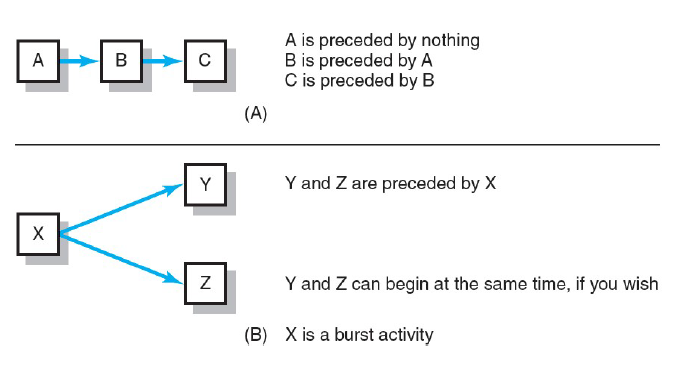 A B C
A is preceded by nothing
B is preceded by A
C is preceded by B
(A)
Y
Y and Z are preceded by X
X
Z
Y and Z can begin at the same time, if you wish
(B) X is a burst activity